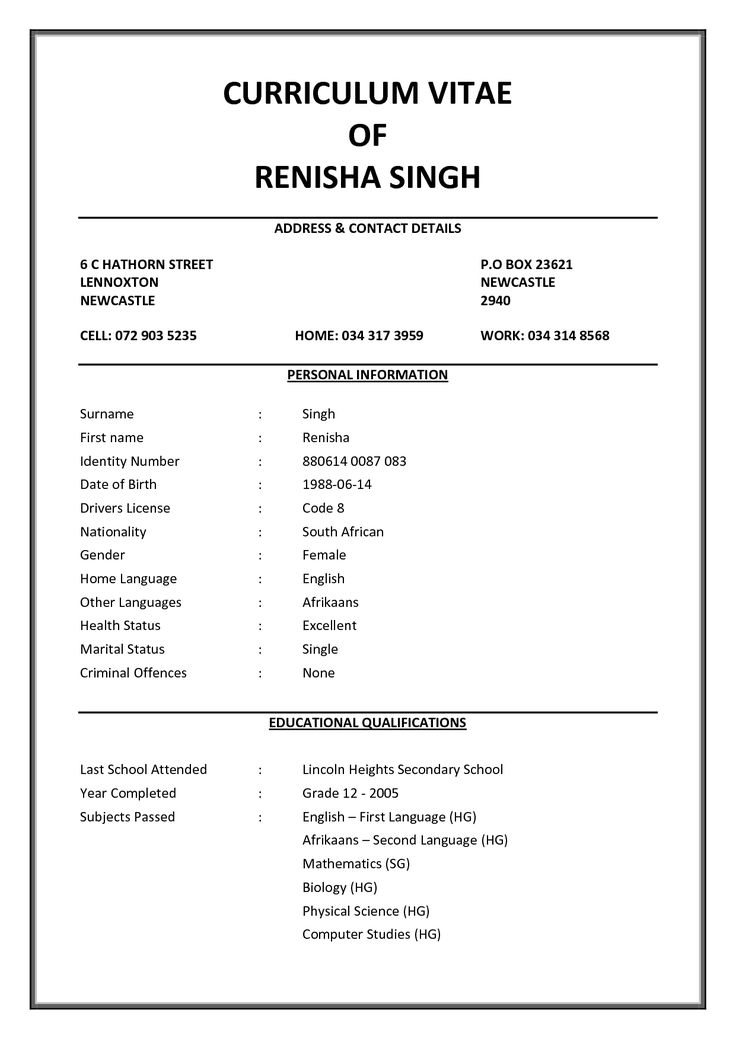 CURRICULUM VITAE
OF
RENISHA SINGH
ADDRESS & CONTACT DETAILS
6 C HATHORN STREET P.O BOX 23621
LENNOXTON NEWCASTLE
NEWCASTLE 2940
CELL: 072 903 5235 HOME: 034 317 3959 WORK: 034 314 8568
PERSONAL INFORMATION
Surname : Singh
First name : Renisha
Identity Number : 880614 0087 083
Date of Birth : 1988-06-14
Drivers License : Code 8
Nationality : South African
Gender : Female
Home Language : English
Other Languages : Afrikaans
Health Status : Excellent
Marital Status : Single
Criminal Offences : None
EDUCATIONAL QUALIFICATIONS
Last School Attended : Lincoln Heights Secondary School
Year Completed : Grade 12 - 2005
Subjects Passed : English – First Language (HG)
Afrikaans – Second Language (HG)
Mathematics (SG)
Biology (HG)
Physical Science (HG)
Computer Studies (HG)